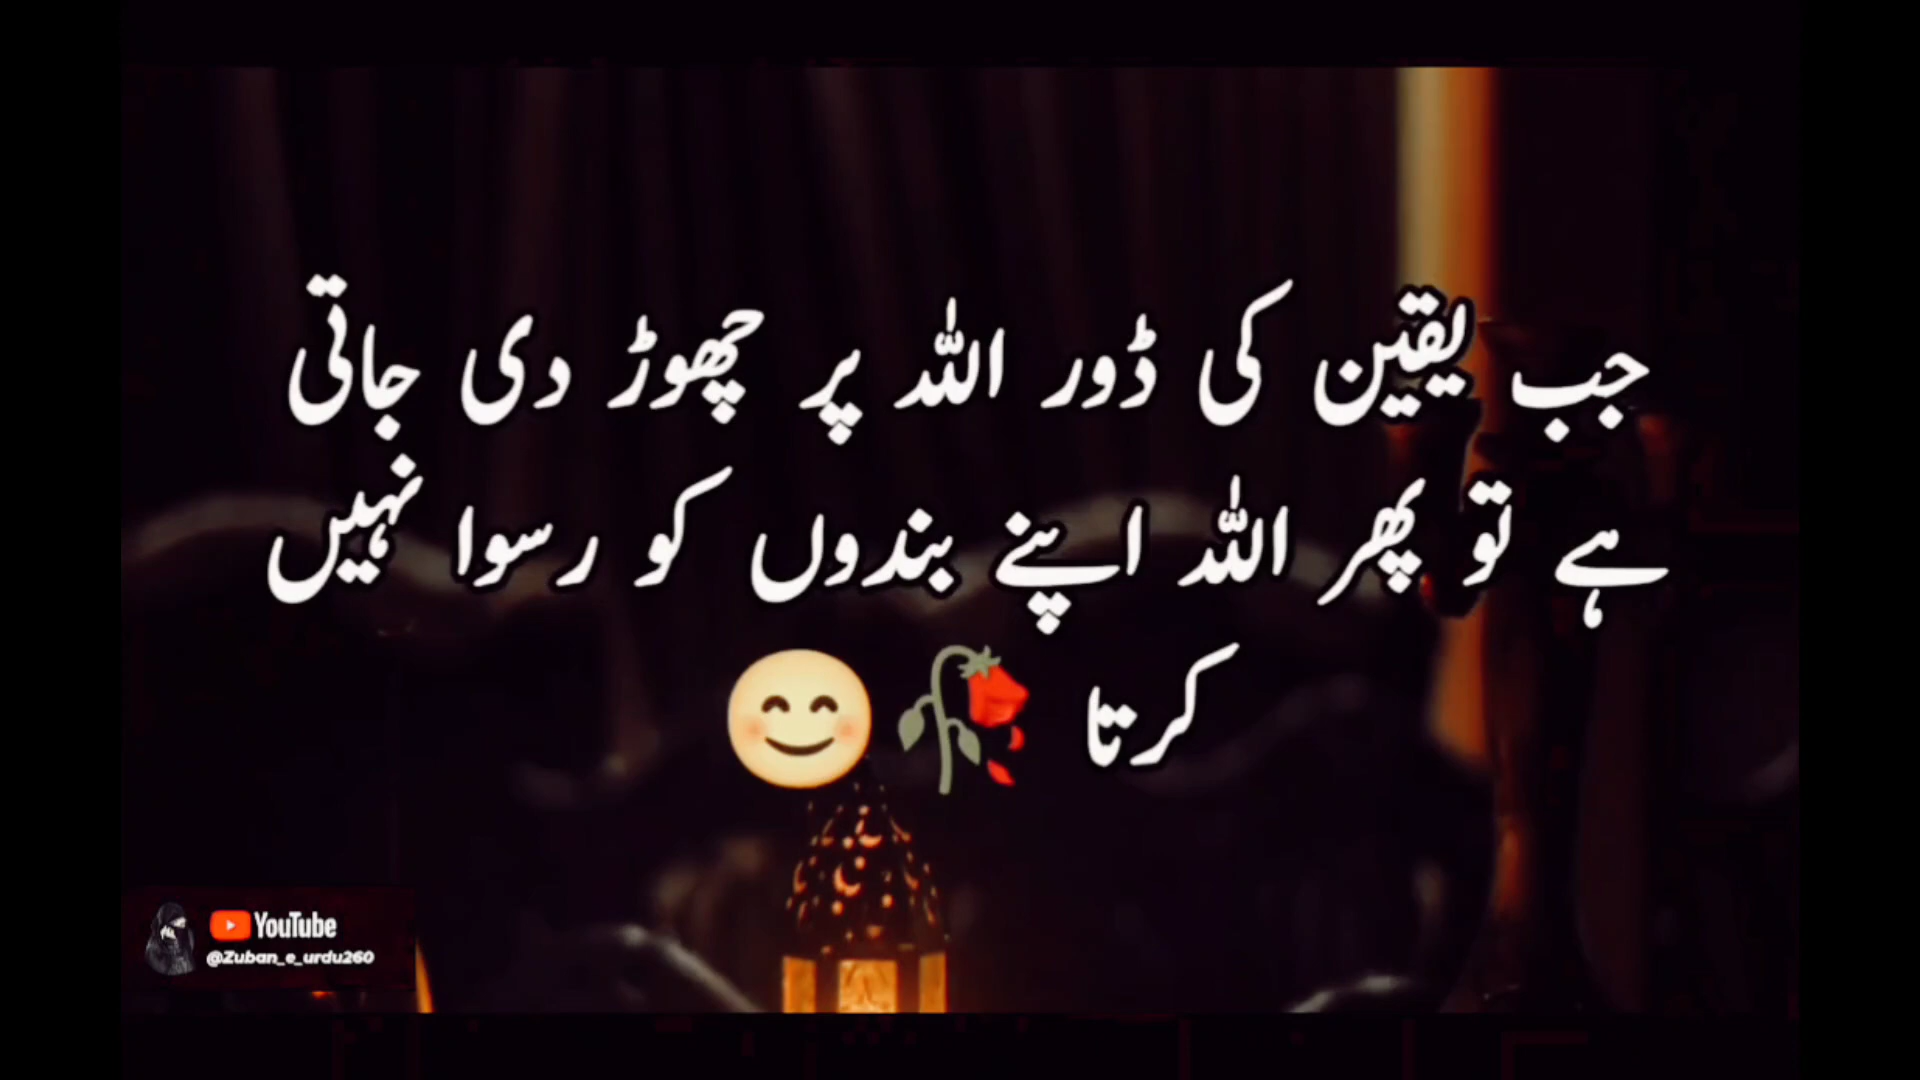 جب یقین کی ڈور اللہ پر چھوڑ دی جاتی
ہے تو پھر اللہ اپنے بندوں کو رسوا نہیں
کرتا 🥀😊
YouTube
@Zuban_e_urdu260